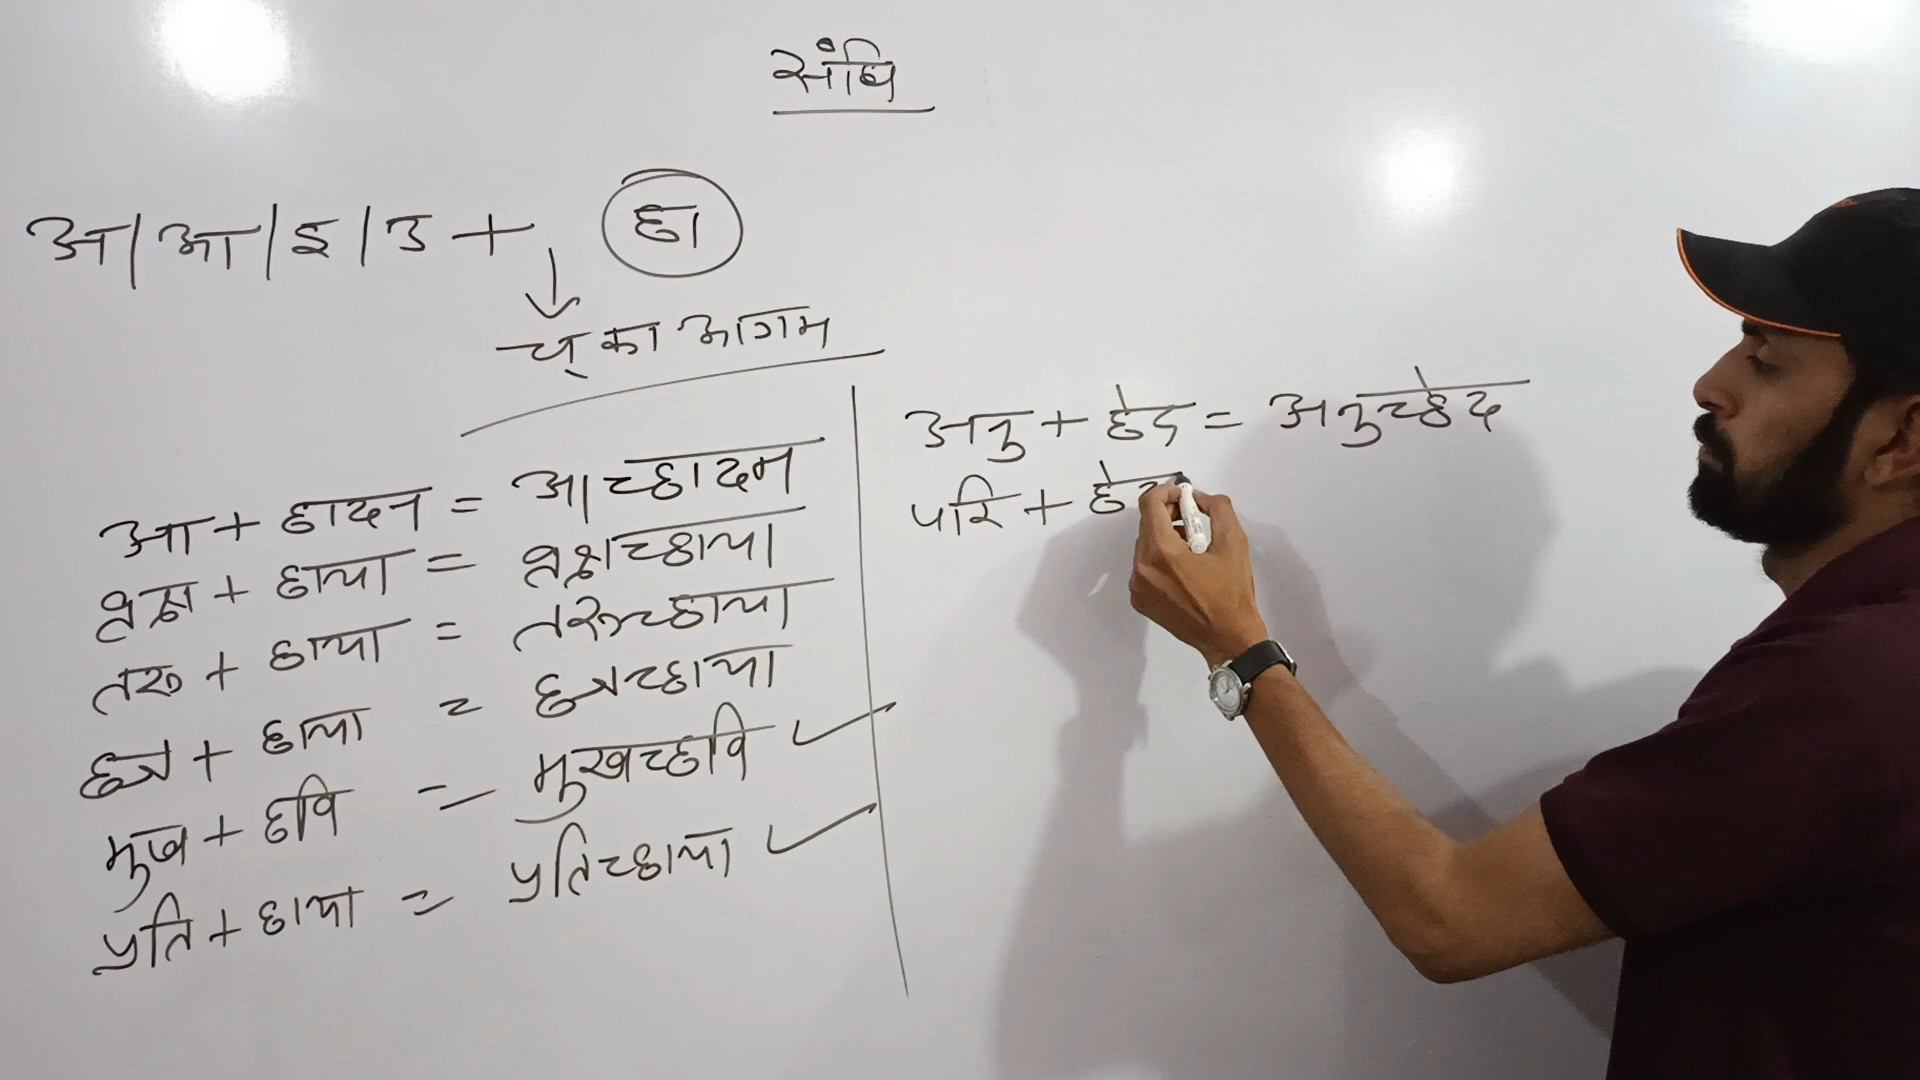 संधि
अ/आ/इ/उ + छ
च् का आगम
आ + छादन = आच्छादन
वृक्ष + छाया = वृक्षच्छाया
तरु + छाया = तरुच्छाया
छत्र + छाया = छत्रच्छाया
मुख + छवि = मुखच्छवि
प्रति + छाया = प्रतिच्छाया
अनु + छेद = अनुच्छेद
परि + छेद